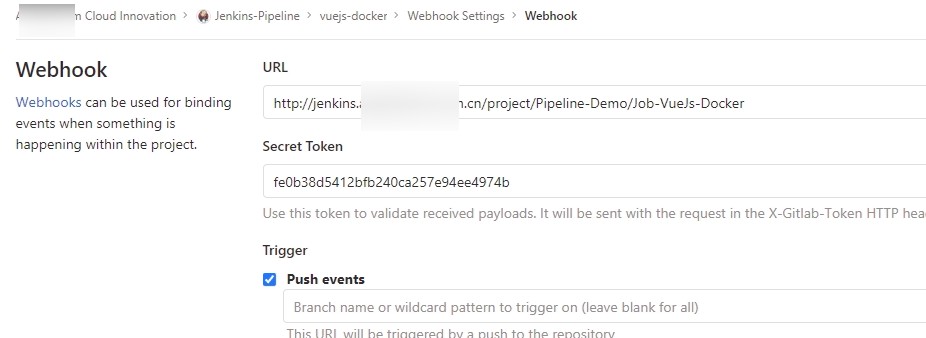 Cloud Innovation > Jenkins-Pipeline > vuejs-docker > Webhook Settings > Webhook
Webhook
Webhooks can be used for binding
events when something is
happening within the project.
URL
http://jenkins. .cn/project/Pipeline-Demo/Job-VueJs-Docker
Secret Token
fe0b38d5412bfb240ca257e94ee4974b
Use this token to validate received payloads. It will be sent with the request in the X-Gitlab-Token HTTP hea
Trigger
Push events
Branch name or wildcard pattern to trigger on (leave blank for all)
This URL will be triggered by a push to the repository